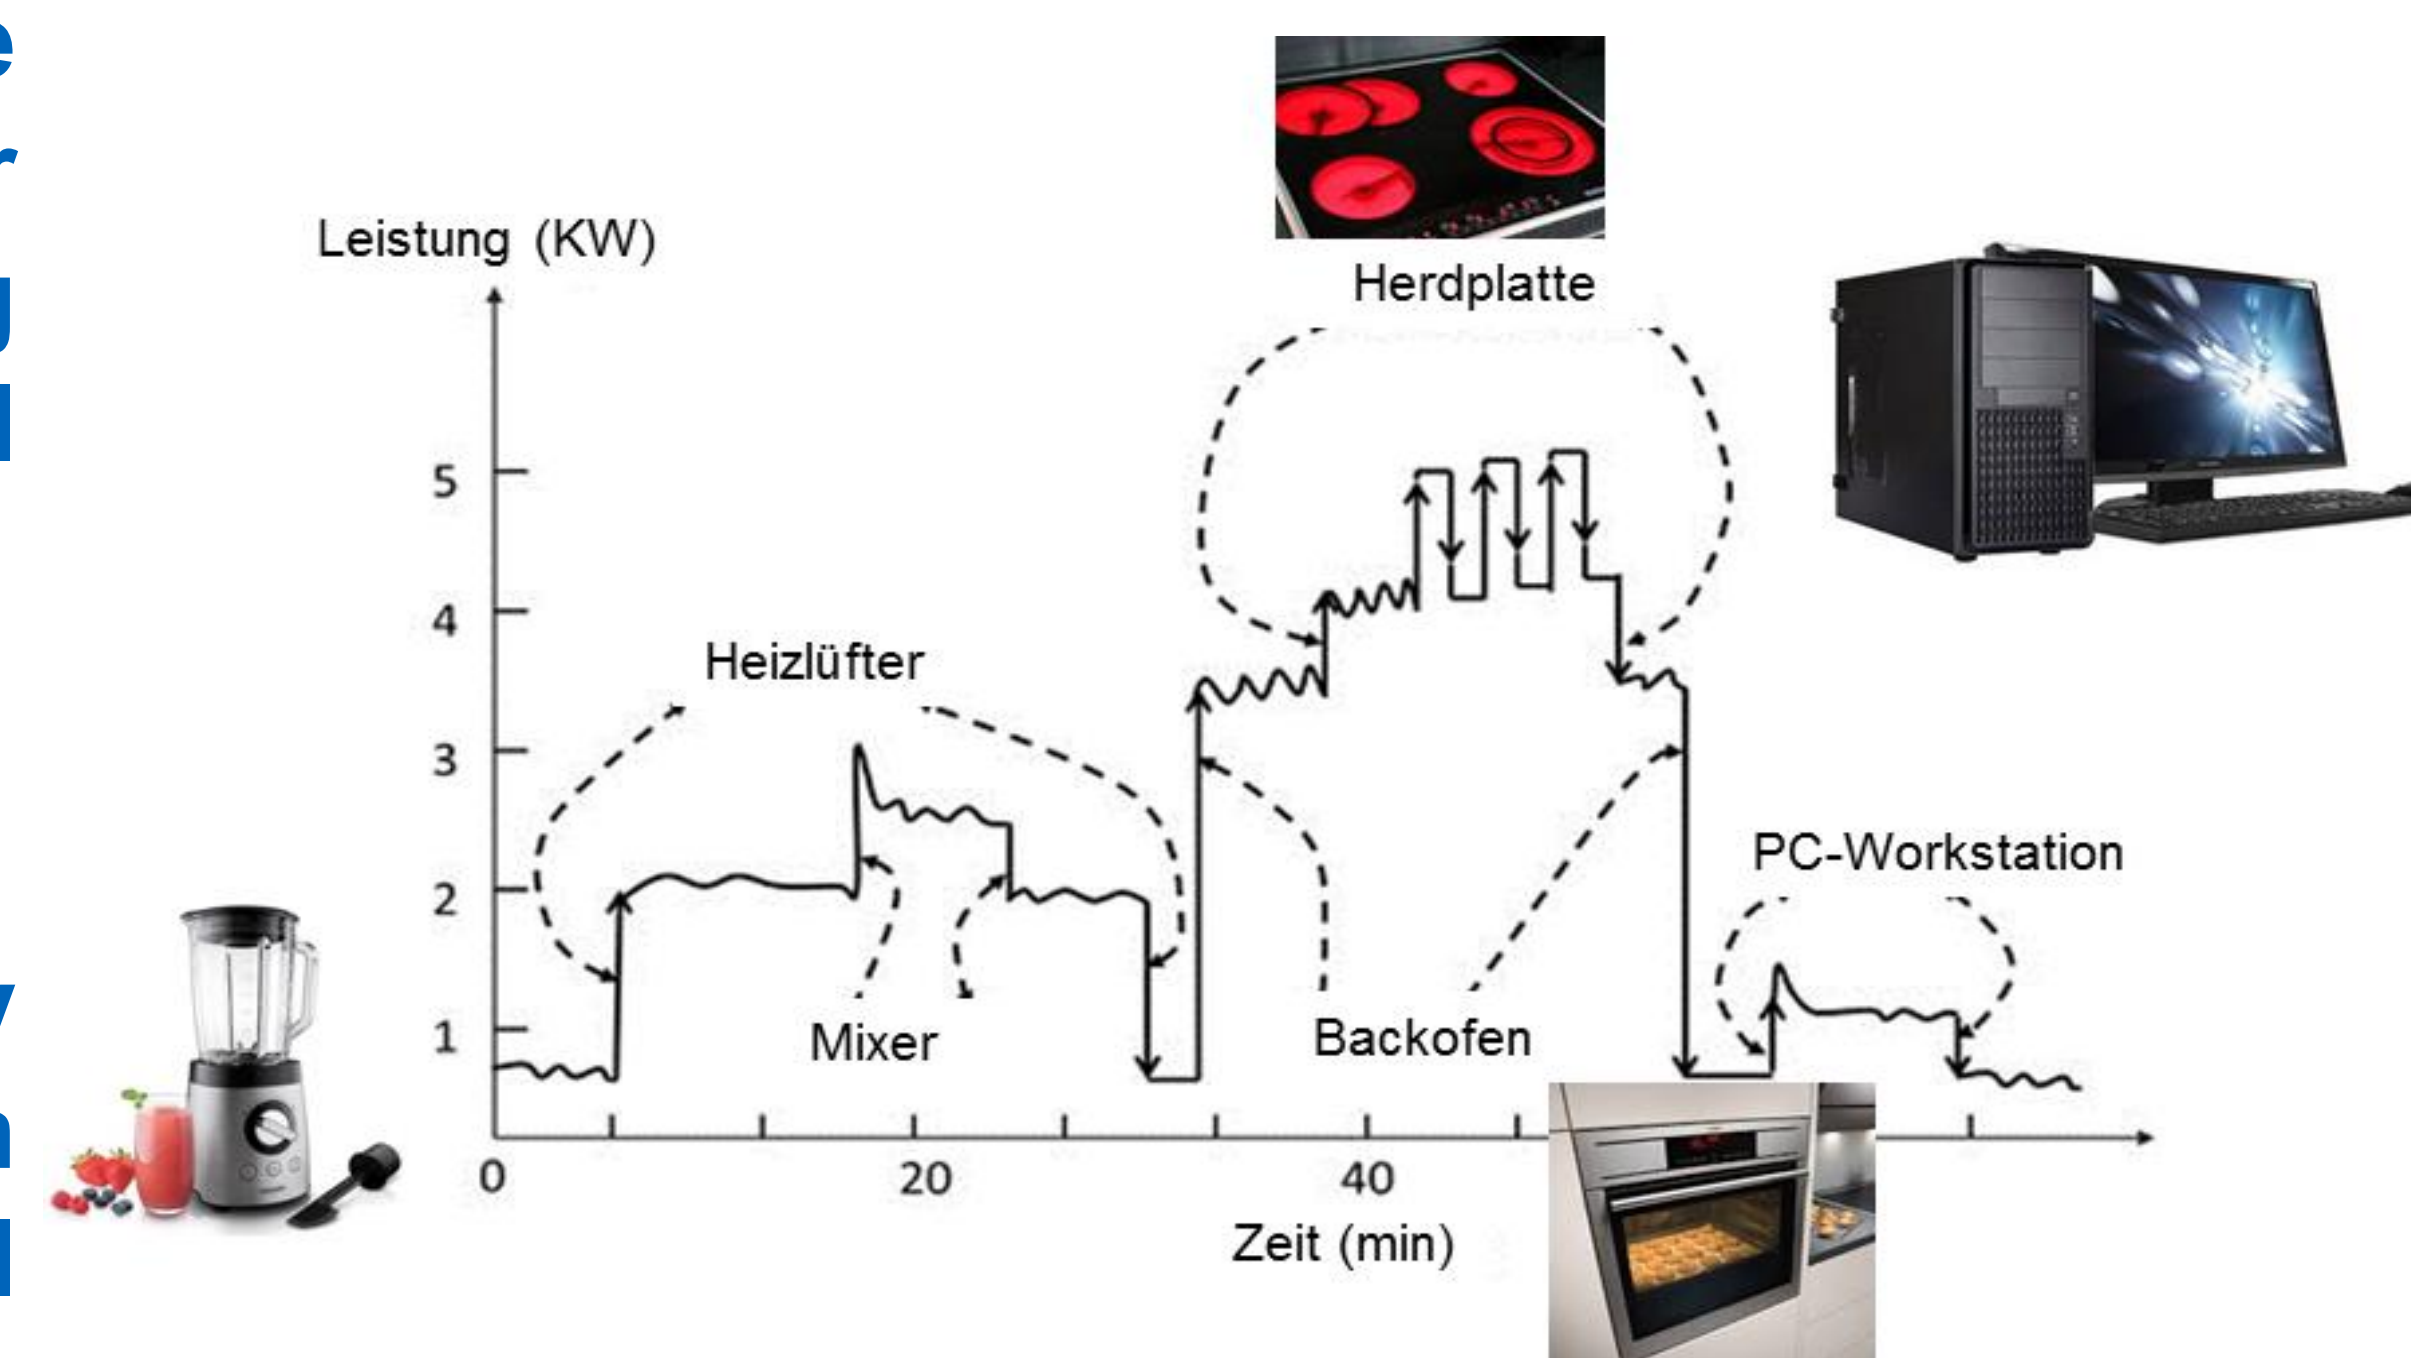 e
r
g
Leistung (KW)
Herdplatte
5
4
Heizlüfter
3
PC-Workstation
2
1
Mixer
Backofen
y
n
0
20
40
Zeit (min)